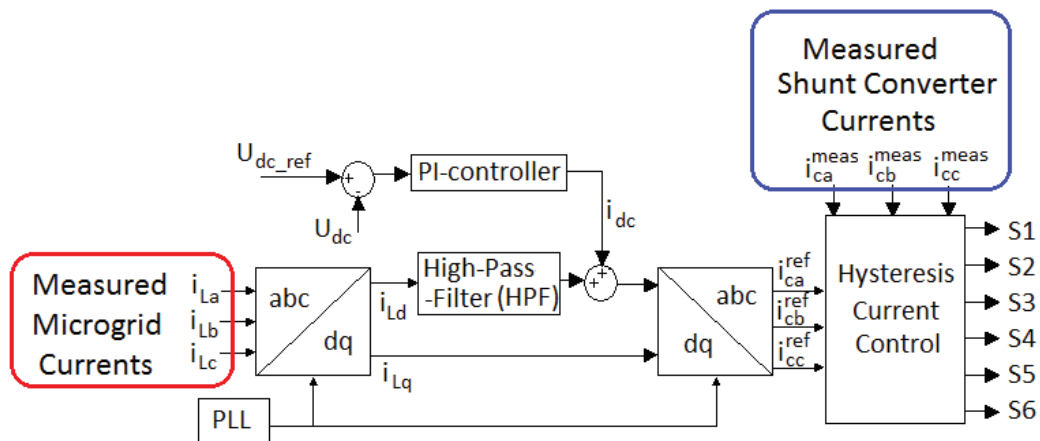 Measured
Shunt Converter
Currents
i_ca^meas i_cb^meas i_cc^meas
U_dc_ref
+
-
U_dc
PI-controller
i_dc
Measured
Microgrid
Currents
i_La
i_Lb
i_Lc
abc
dq
i_Ld
i_Lq
High-Pass
-Filter (HPF)
+
+
abc
dq
i_ca^ref
i_cb^ref
i_cc^ref
Hysteresis
Current
Control
S1
S2
S3
S4
S5
S6
PLL